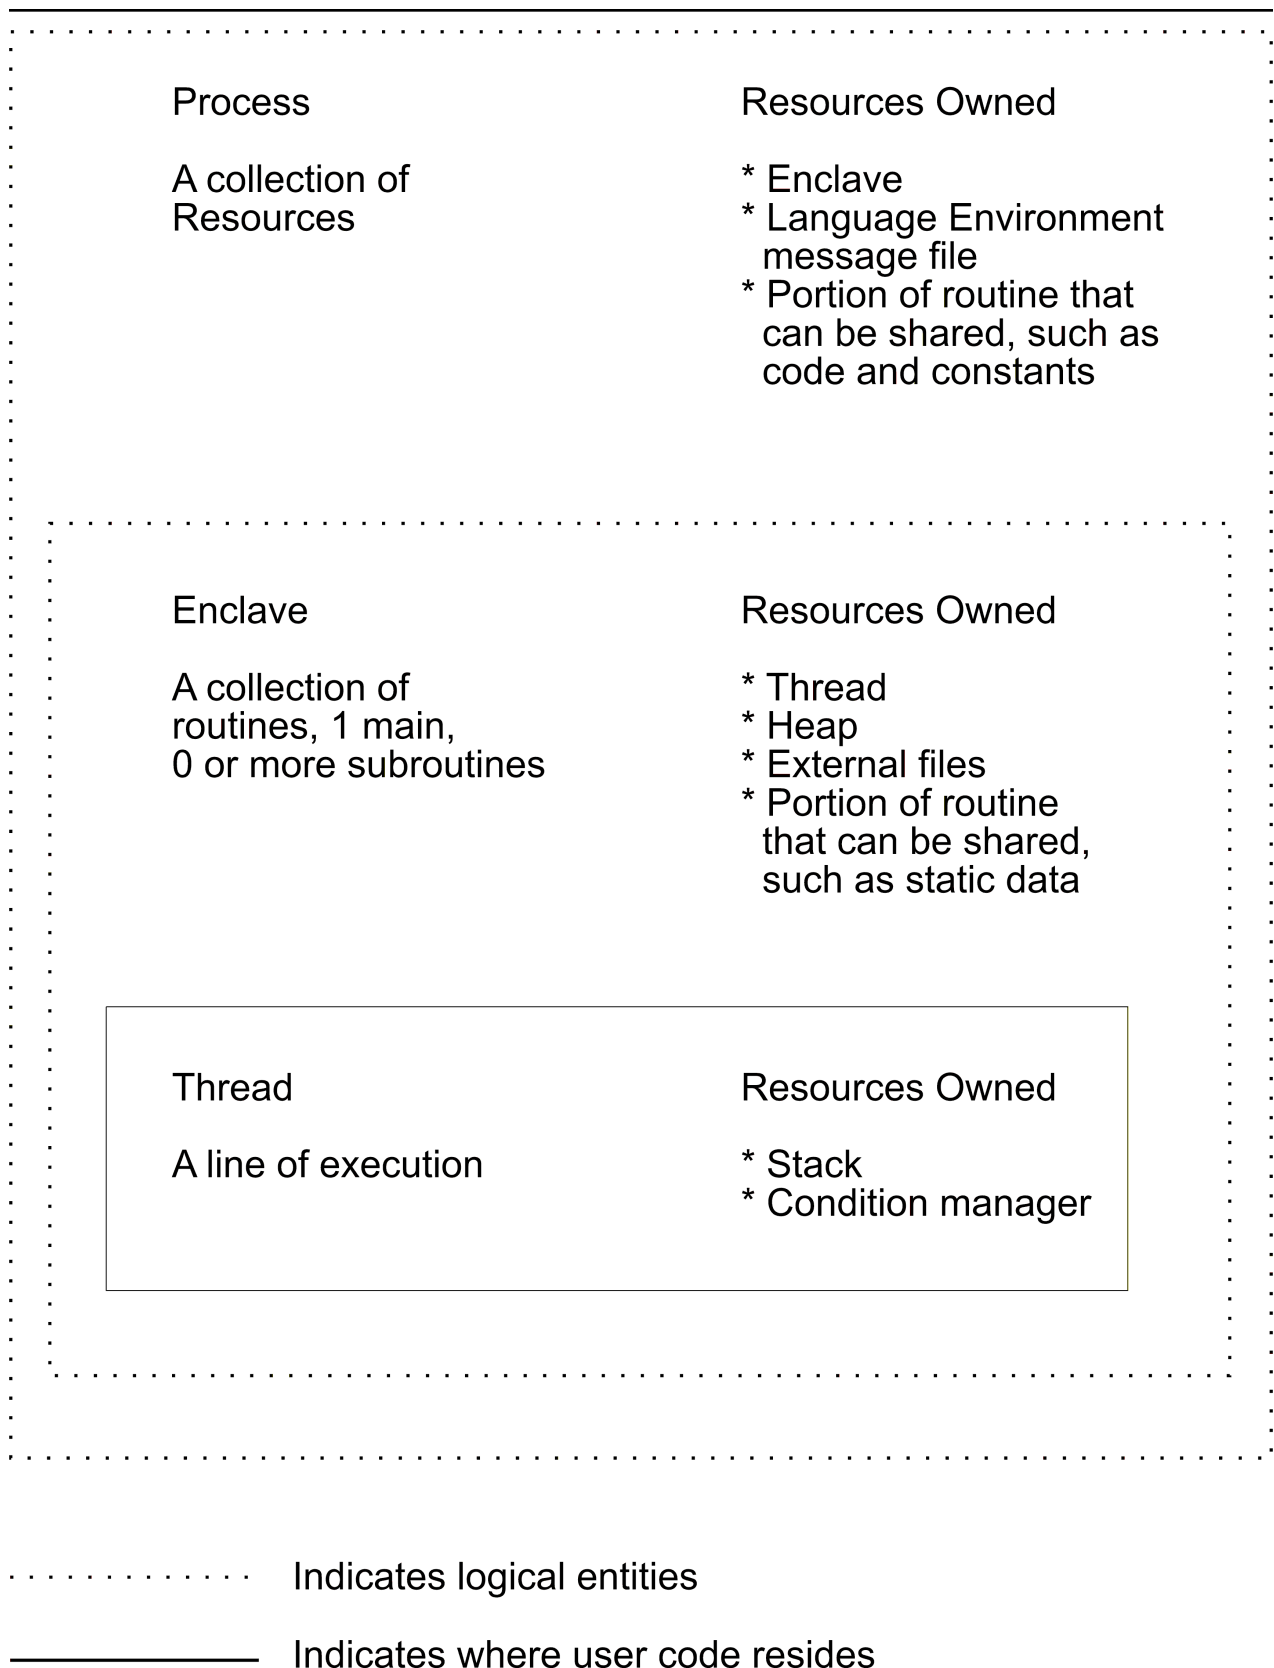 Process
A collection of
Resources
Resources Owned
* Enclave
* Language Environment
message file
* Portion of routine that
can be shared, such as
code and constants
Enclave
A collection of
routines, 1 main,
0 or more subroutines
Resources Owned
* Thread
* Heap
* External files
* Portion of routine
that can be shared,
such as static data
Thread
A line of execution
Resources Owned
* Stack
* Condition manager
Indicates logical entities
Indicates where user code resides